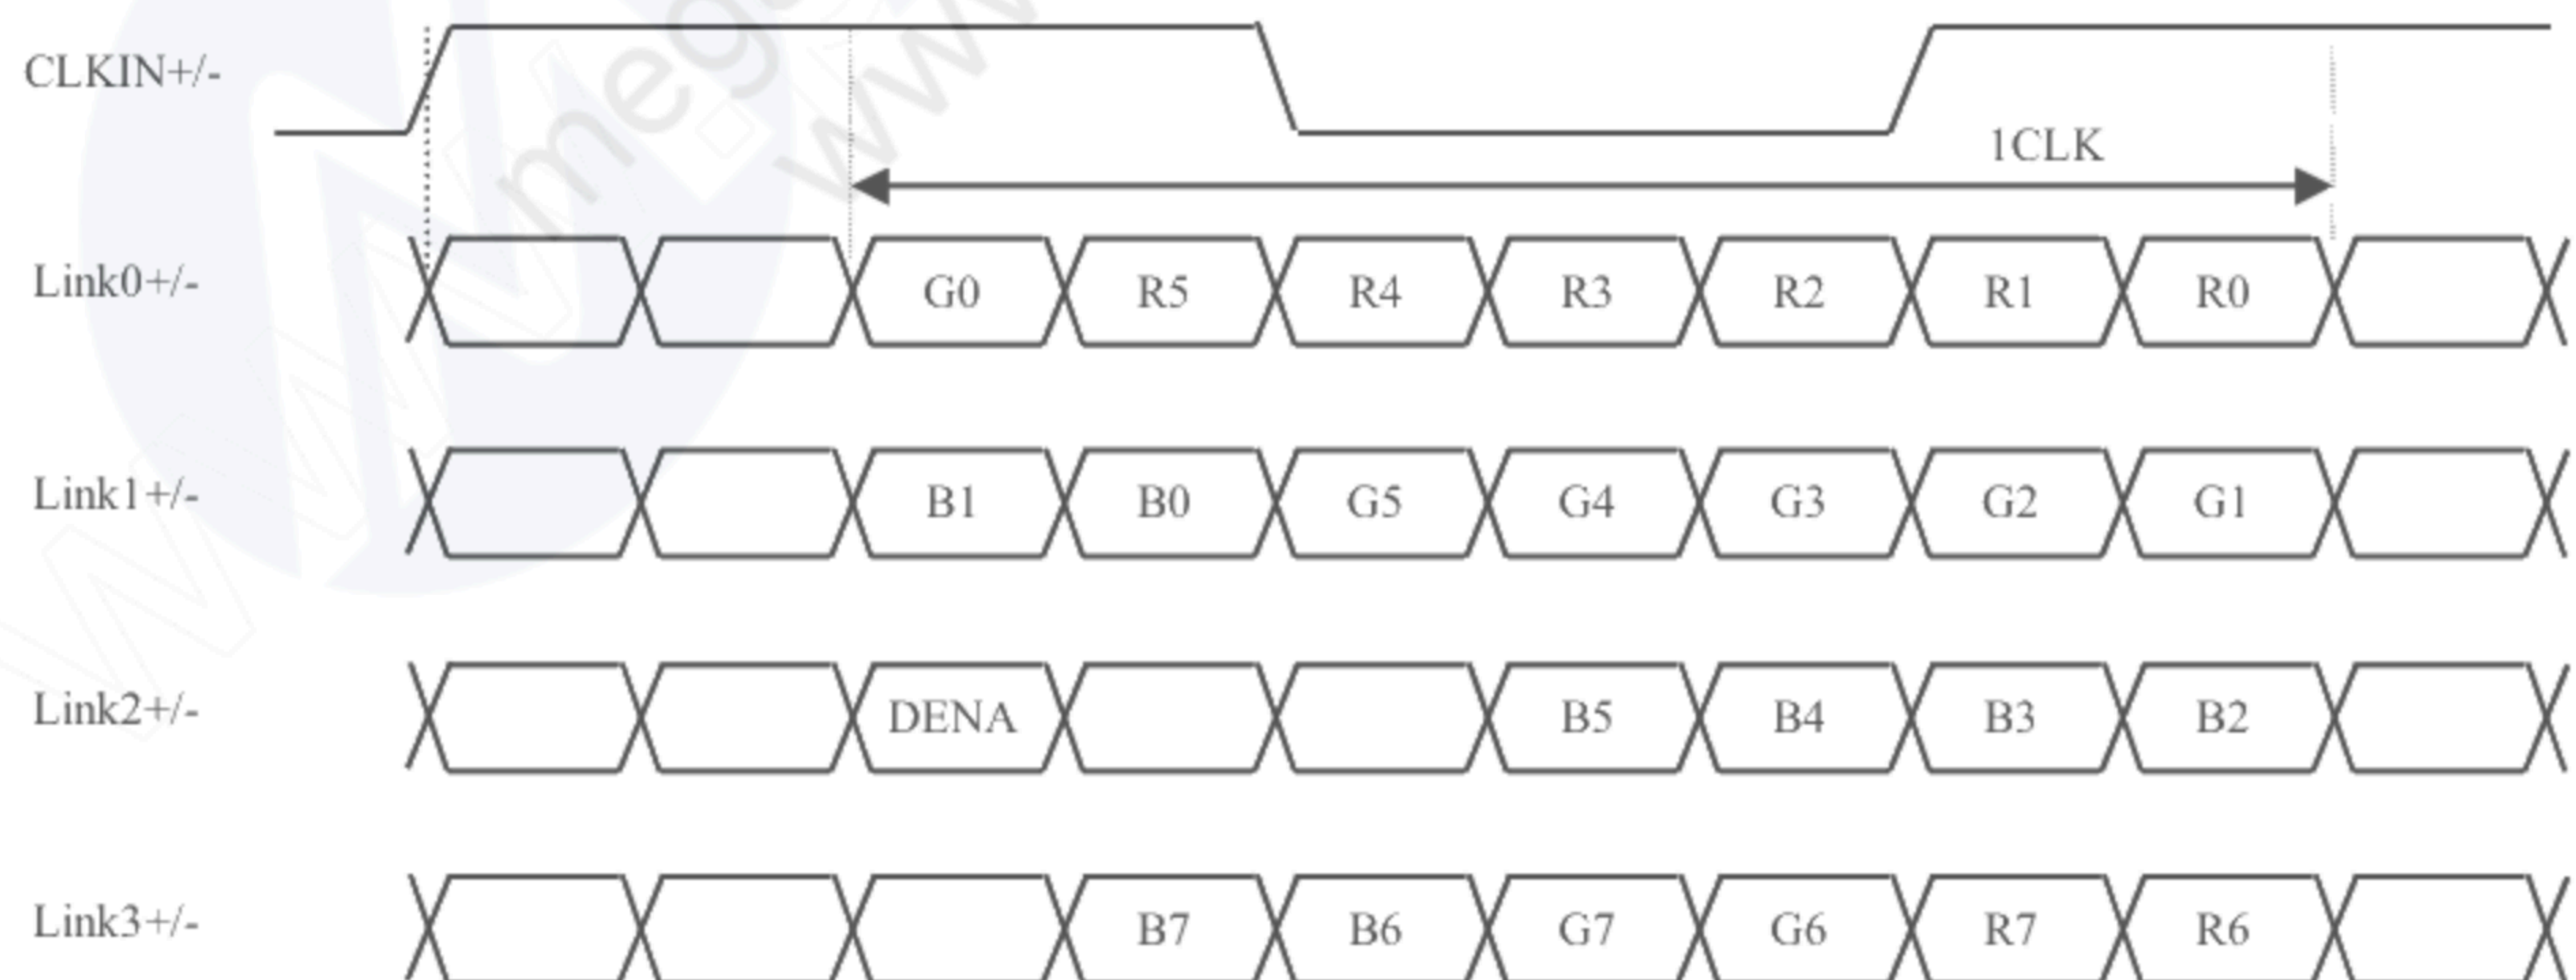 CLKIN+/-
1CLK
Link0+/- G0 R5 R4 R3 R2 R1 R0
Link1+/- B1 B0 G5 G4 G3 G2 G1
Link2+/- DENA B5 B4 B3 B2
Link3+/- B7 B6 G7 G6 R7 R6